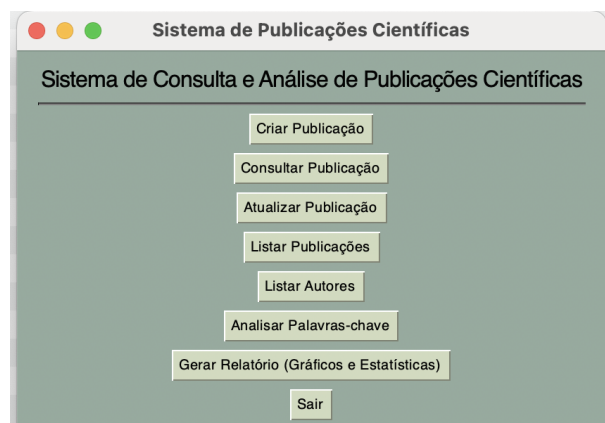 Sistema de Publicações Científicas
Sistema de Consulta e Análise de Publicações Científicas
Criar Publicação
Consultar Publicação
Atualizar Publicação
Listar Publicações
Listar Autores
Analisar Palavras-chave
Gerar Relatório (Gráficos e Estatísticas)
Sair